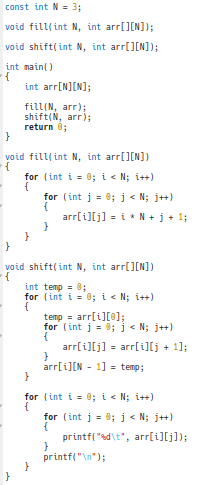 const int N = 3;
void fill(int N, int arr[][N]);
void shift(int N, int arr[][N]);
int main()
{
int arr[N][N];
fill(N, arr);
shift(N, arr);
return 0;
}
void fill(int N, int arr[][N])
{
for (int i = 0; i < N; i++)
{
for (int j = 0; j < N; j++)
{
arr[i][j] = i * N + j + 1;
}
}
}
void shift(int N, int arr[][N])
{
int temp = 0;
for (int i = 0; i < N; i++)
{
temp = arr[i][0];
for (int j = 0; j < N; j++)
{
arr[i][j] = arr[i][j + 1];
}
arr[i][N - 1] = temp;
}
for (int i = 0; i < N; i++)
{
for (int j = 0; j < N; j++)
{
printf("%d\t", arr[i][j]);
}
printf("\n");
}
}